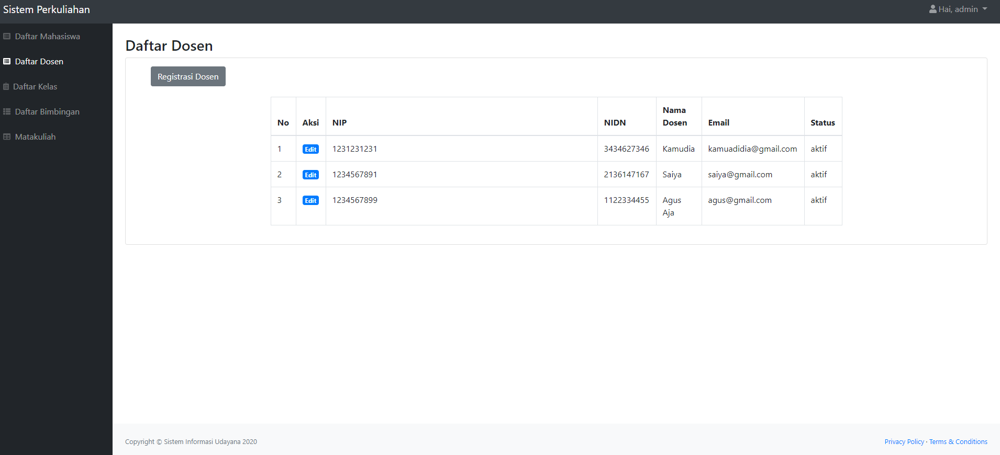 Sistem Perkuliahan
Hai, admin
Daftar Mahasiswa
Daftar Dosen
Daftar Kelas
Daftar Bimbingan
Matakuliah
Daftar Dosen
Registrasi Dosen
No Aksi NIP NIDN Nama Dosen Email Status
1 Edit 1231231231 3434627346 Kamudia kamuadidia@gmail.com aktif
2 Edit 1234567891 2136147167 Saiya saiya@gmail.com aktif
3 Edit 1234567899 1122334455 Agus Aja agus@gmail.com aktif
Copyright © Sistem Informasi Udayana 2020
Privacy Policy · Terms & Conditions